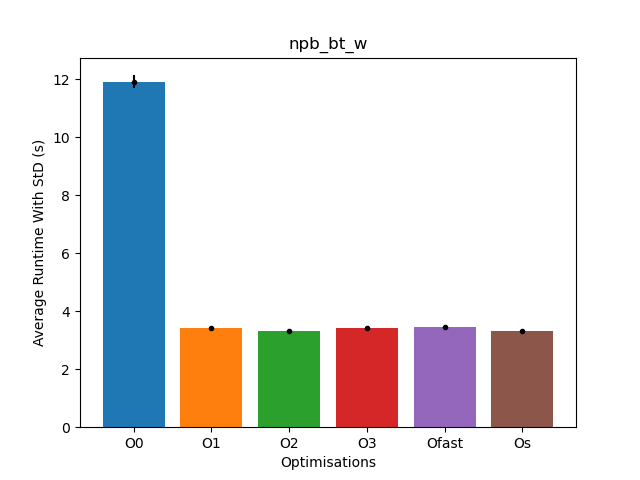 npb_bt_w
Average Runtime With StD (s)
12
10
8
6
4
2
0
O0 O1 O2 O3 Ofast Os
Optimisations